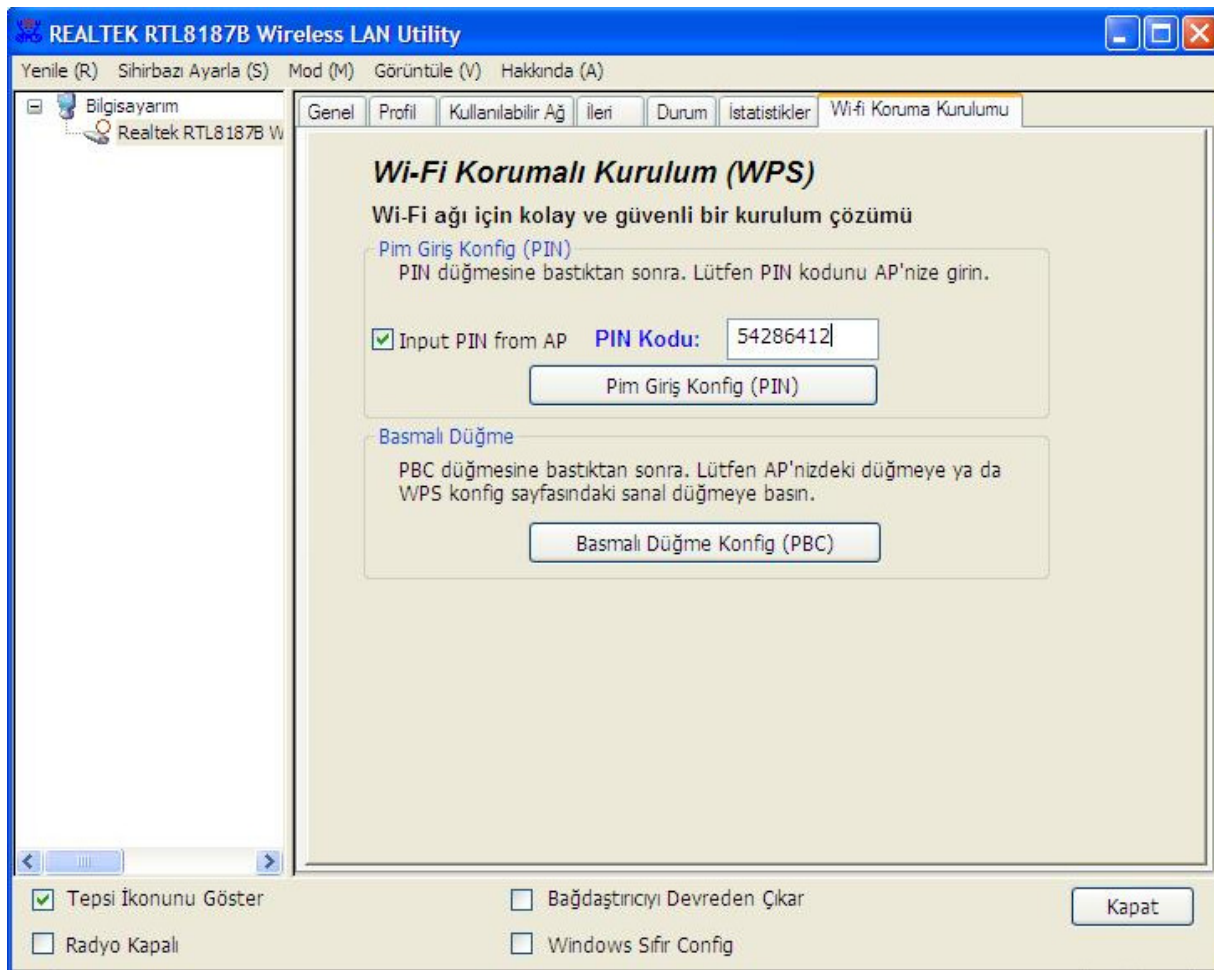 REALTEK RTL8187B Wireless LAN Utility
Yenile (R) Sihirbazı Ayarla (S) Mod (M) Görüntüle (V) Hakkında (A)
Bilgisayarım
Realtek RTL8187B W
Genel Profil Kullanılabilir Ağ İleri Durum İstatistikler Wi-fi Koruma Kurulumu
Wi-Fi Korumalı Kurulum (WPS)
Wi-Fi ağı için kolay ve güvenli bir kurulum çözümü
Pim Giriş Konfig (PIN)
PIN düğmesine bastıktan sonra. Lütfen PIN kodunu AP'nize girin.
Input PIN from AP PIN Kodu: 54286412
Pim Giriş Konfig (PIN)
Basmalı Düğme
PBC düğmesine bastıktan sonra. Lütfen AP'nizdeki düğmeye ya da
WPS konfig sayfasındaki sanal düğmeye basın.
Basmalı Düğme Konfig (PBC)
Tepsi İkonunu Göster Bağdaştırıcıyı Devreden Çıkar Kapat
Radyo Kapalı Windows Sıfır Config